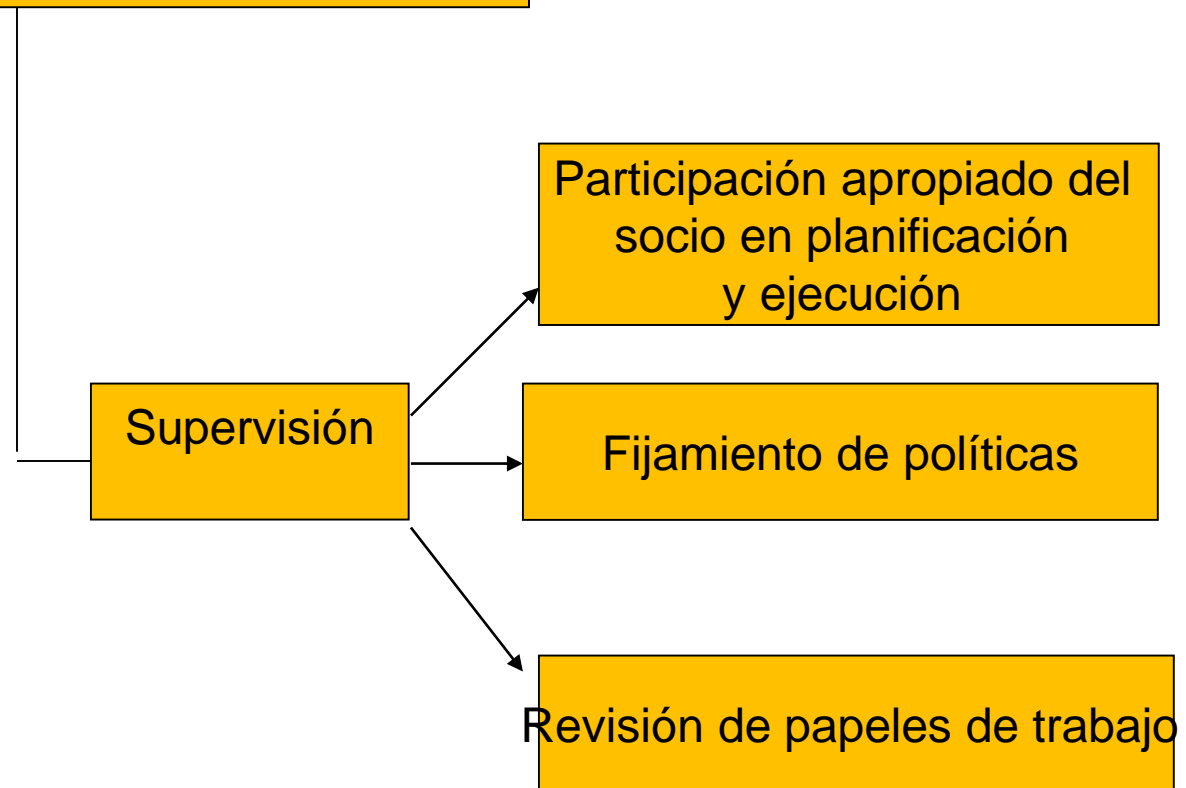 Participación apropiado del
socio en planificación
y ejecución
Supervisión
Fijamiento de políticas
Revisión de papeles de trabajo